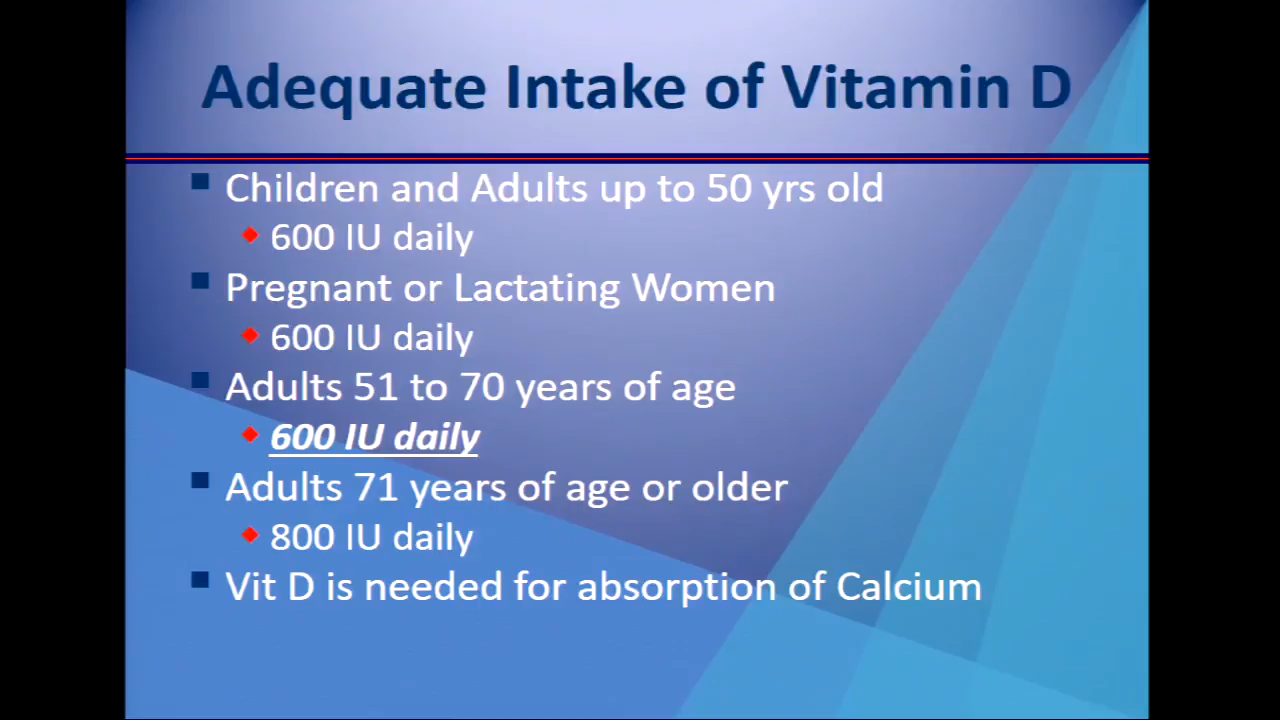 Adequate Intake of Vitamin D
Children and Adults up to 50 yrs old
600 IU daily
Pregnant or Lactating Women
600 IU daily
Adults 51 to 70 years of age
600 IU daily
Adults 71 years of age or older
800 IU daily
Vit D is needed for absorption of Calcium